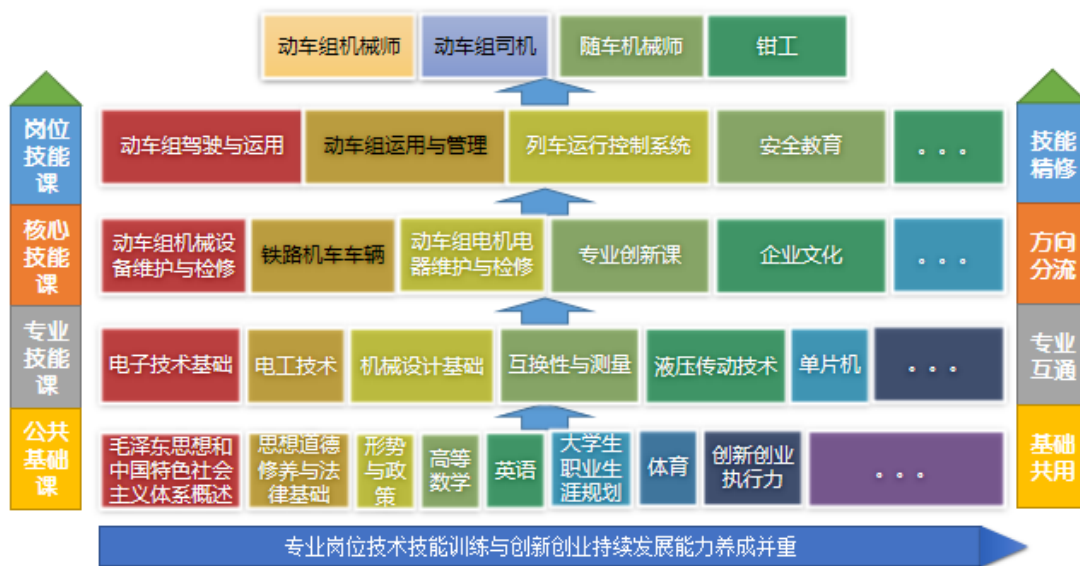 动车组机械师
动车组司机
随车机械师
钳工
岗位
技能
课
动车组驾驶与运用
动车组运用与管理
列车运行控制系统
安全教育
。。。
技能
精修
核心
技能
课
动车组机械设
备维护与检修
铁路机车车辆
动车组电机电
器维护与检修
专业创新课
企业文化
。。。
方向
分流
专业
技能
课
电子技术基础
电工技术
机械设计基础
互换性与测量
液压传动技术
单片机
。。。
专业
互通
公共
基础
课
毛泽东思想和
中国特色社会
主义体系概述
思想道德
修养与法
律基础
形势
与政
策
高等
数学
英语
大学生
职业生
涯规划
体育
创新创业
执行力
。。。
基础
共用
专业岗位技术技能训练与创新创业持续发展能力养成并重